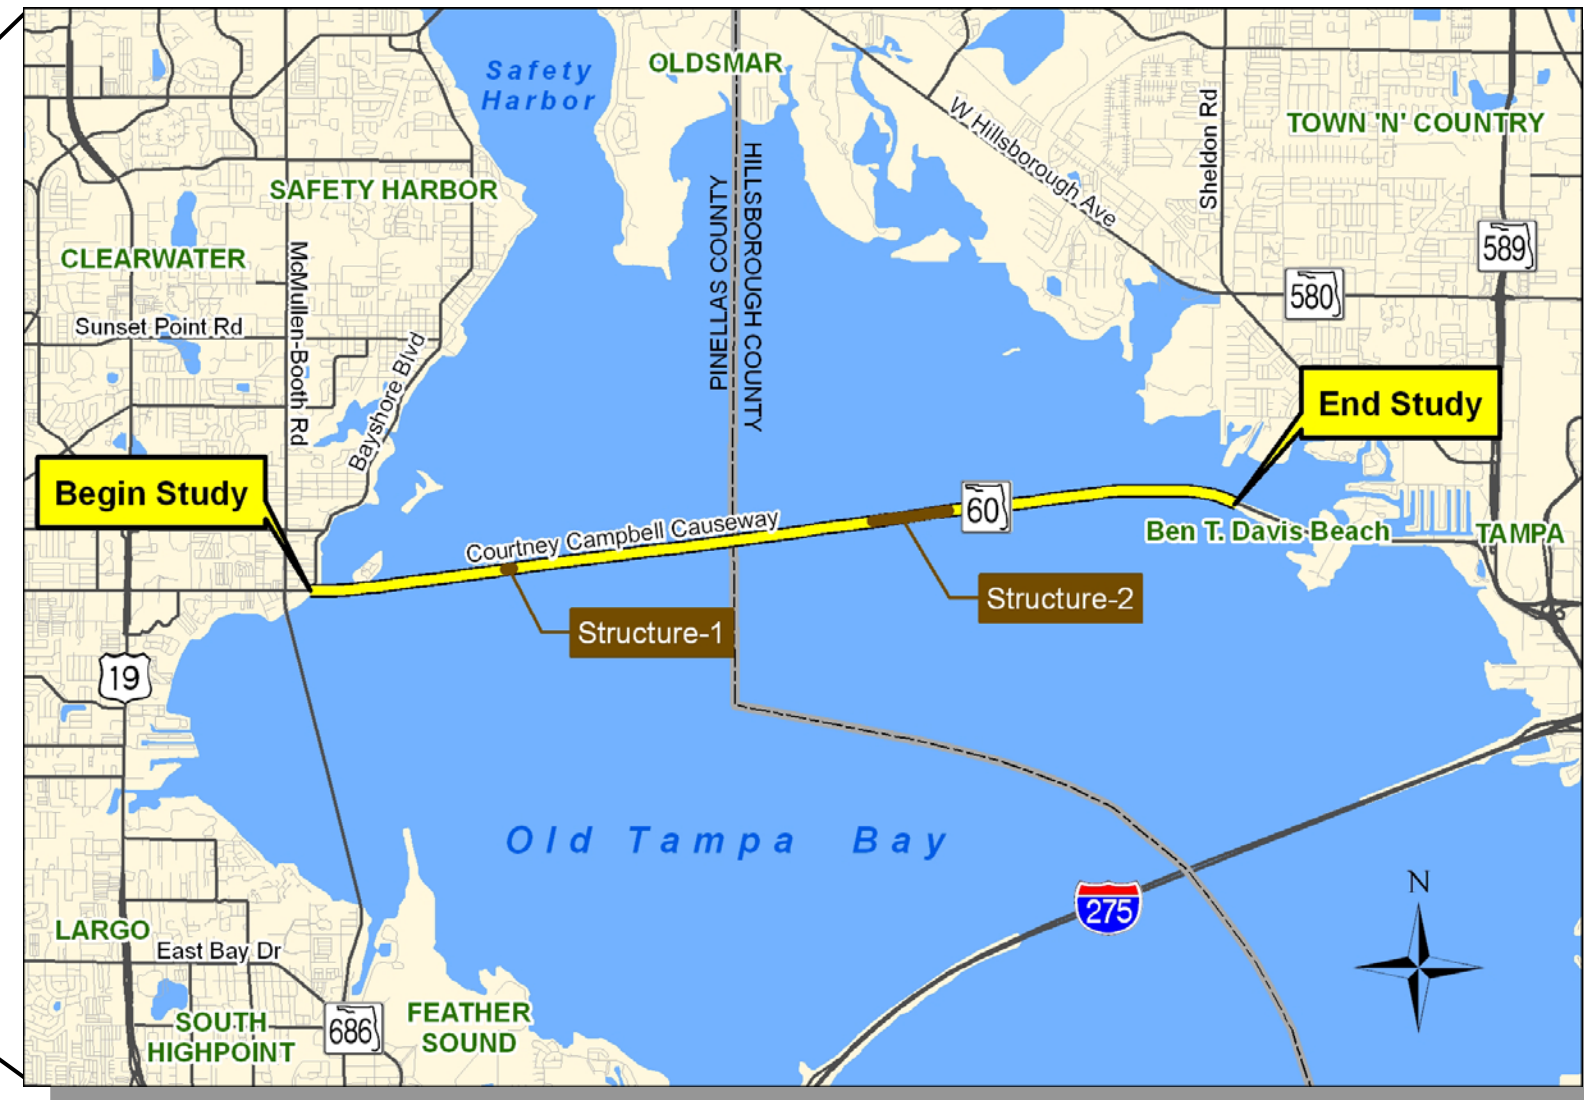 Safety
Harbor
OLDSMAR
W Hillsborough Ave
Sheldon Rd
TOWN 'N' COUNTRY
SAFETY HARBOR
CLEARWATER
McMullen-Booth Rd
PINELLAS COUNTY
HILLSBOROUGH COUNTY
589
580
Sunset Point Rd
Bayshore Blvd
End Study
Begin Study
Courtney Campbell Causeway
60
Ben T. Davis Beach
TAMPA
Structure-1
Structure-2
19
Old Tampa Bay
275
N
LARGO
East Bay Dr
SOUTH
HIGHPOINT
686
FEATHER
SOUND